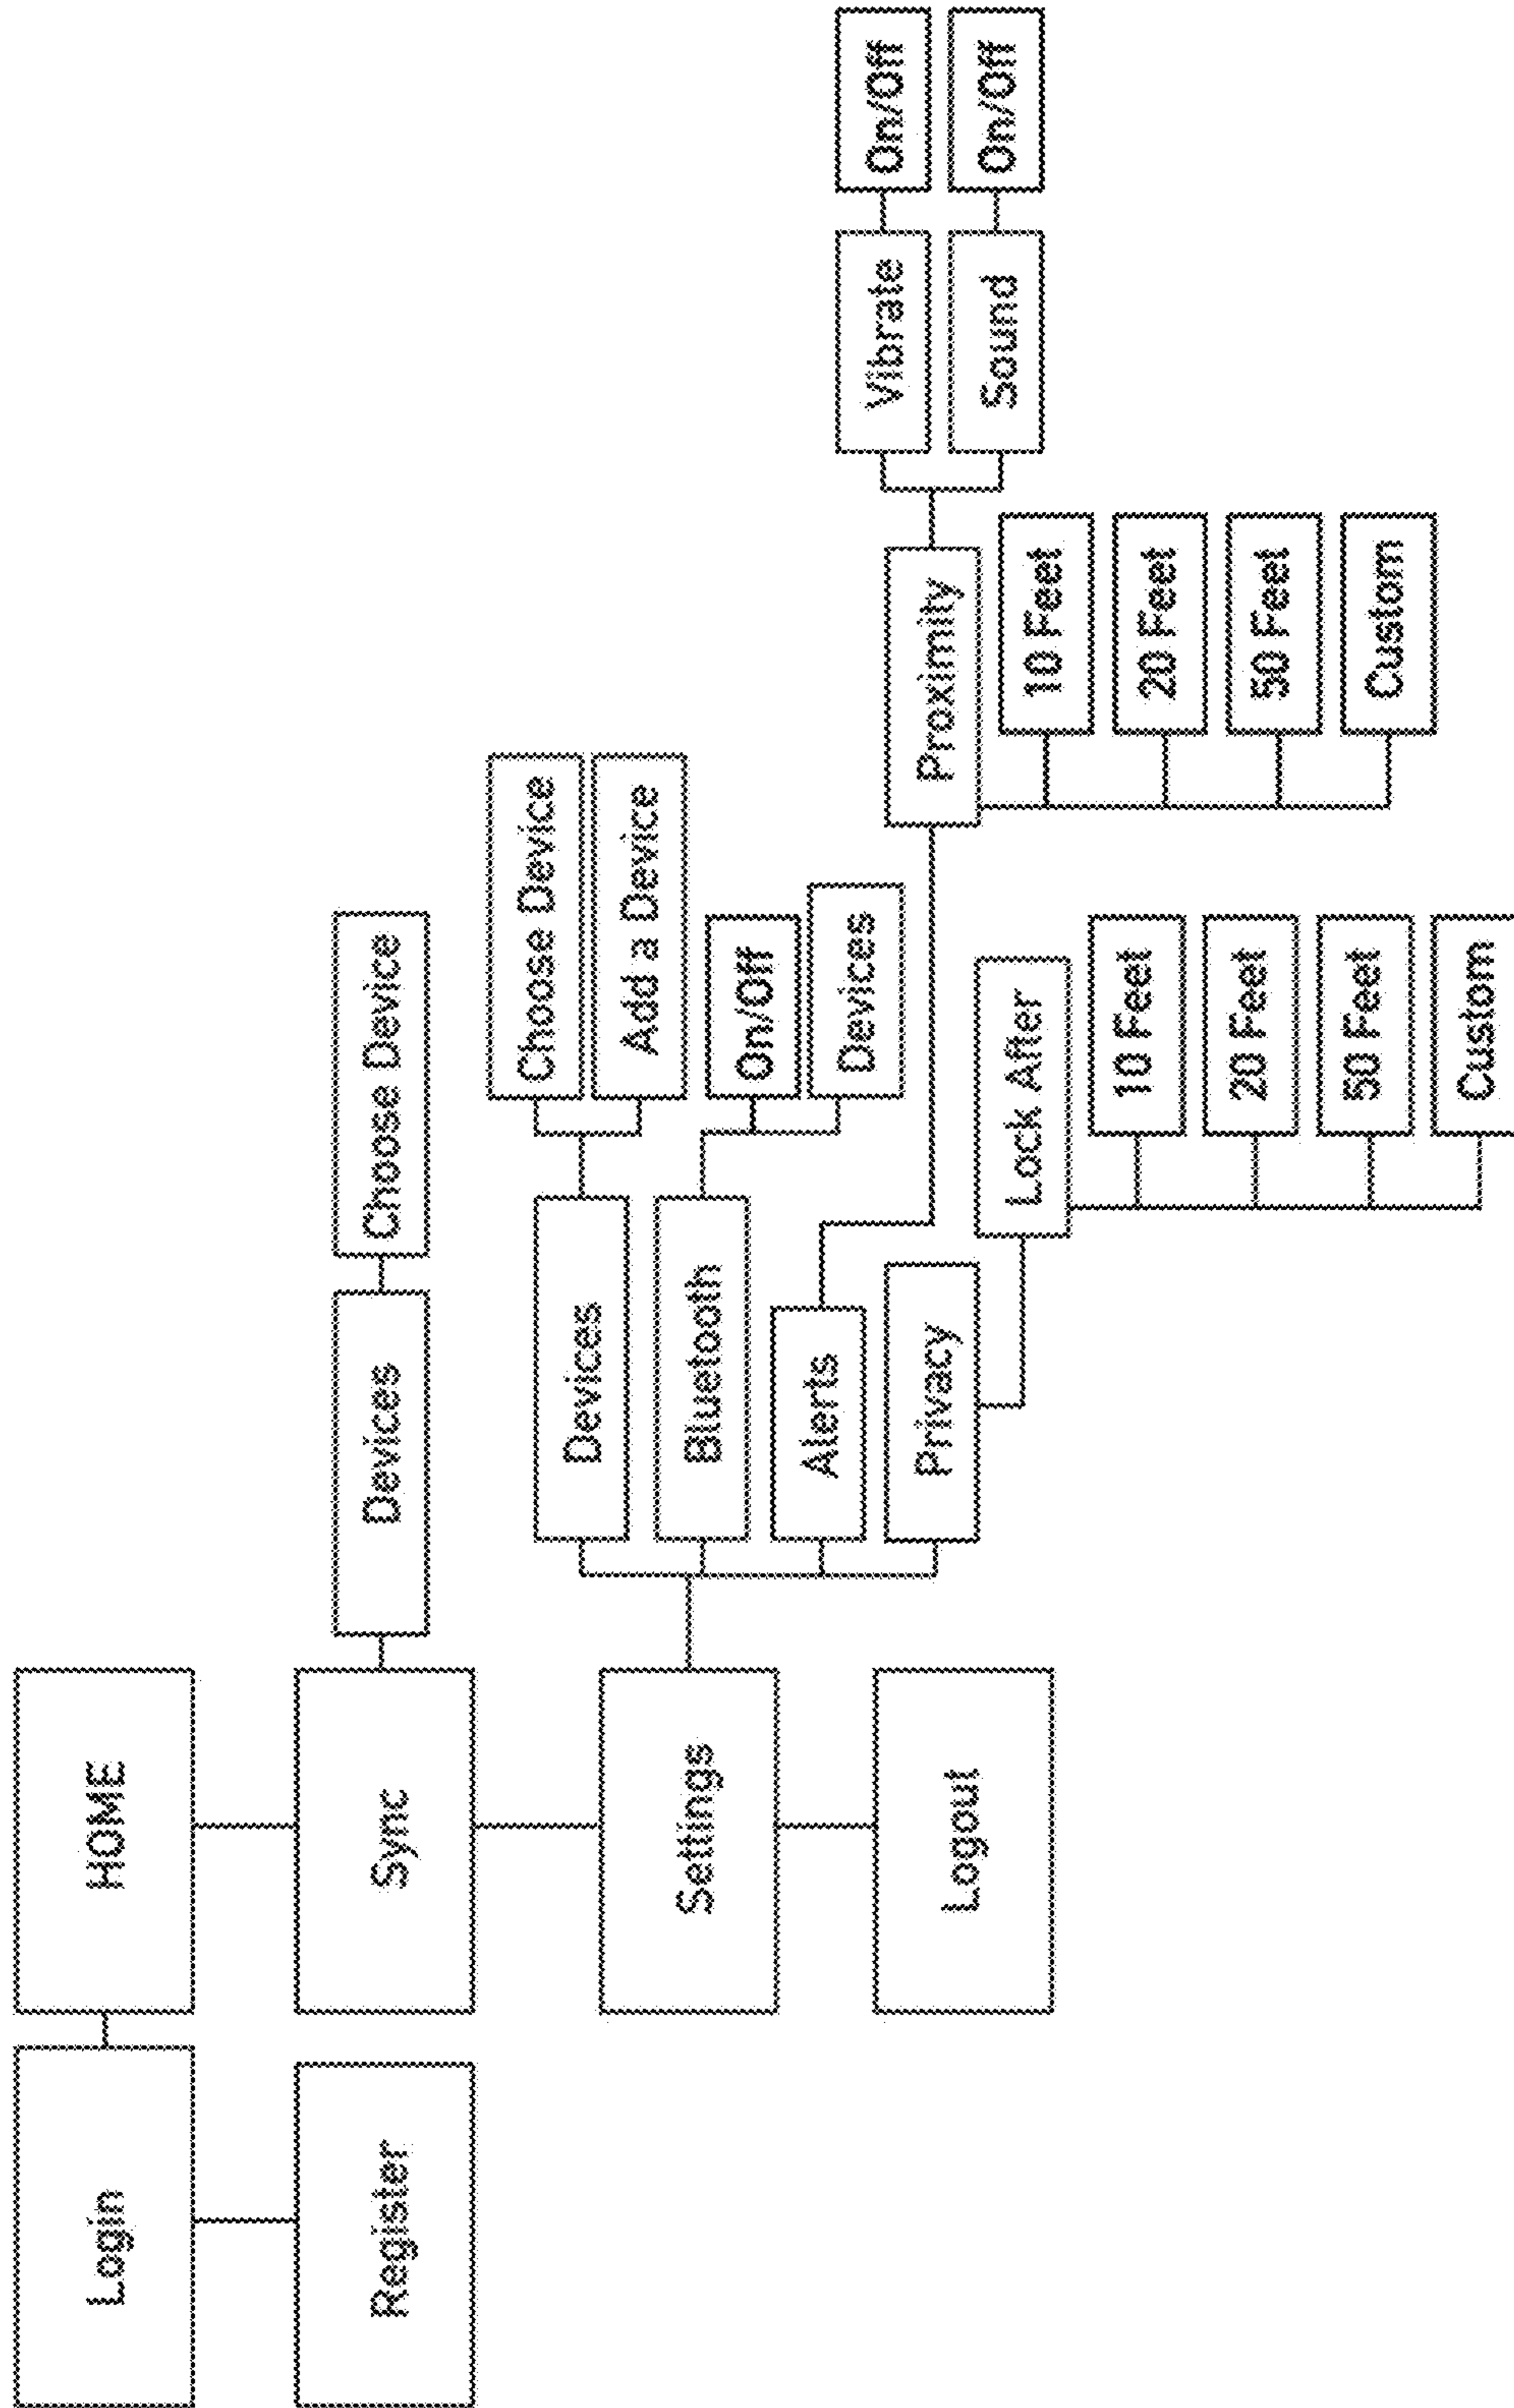 Login
HOME
Register
Sync
Devices
Choose Device
Settings
Devices
Choose Device
Add a Device
Bluetooth
On/Off
Devices
Alerts
Proximity
Vibrate
On/Off
Sound
On/Off
10 Feet
20 Feet
50 Feet
Custom
Privacy
Lock After
10 Feet
20 Feet
50 Feet
Custom
Logout